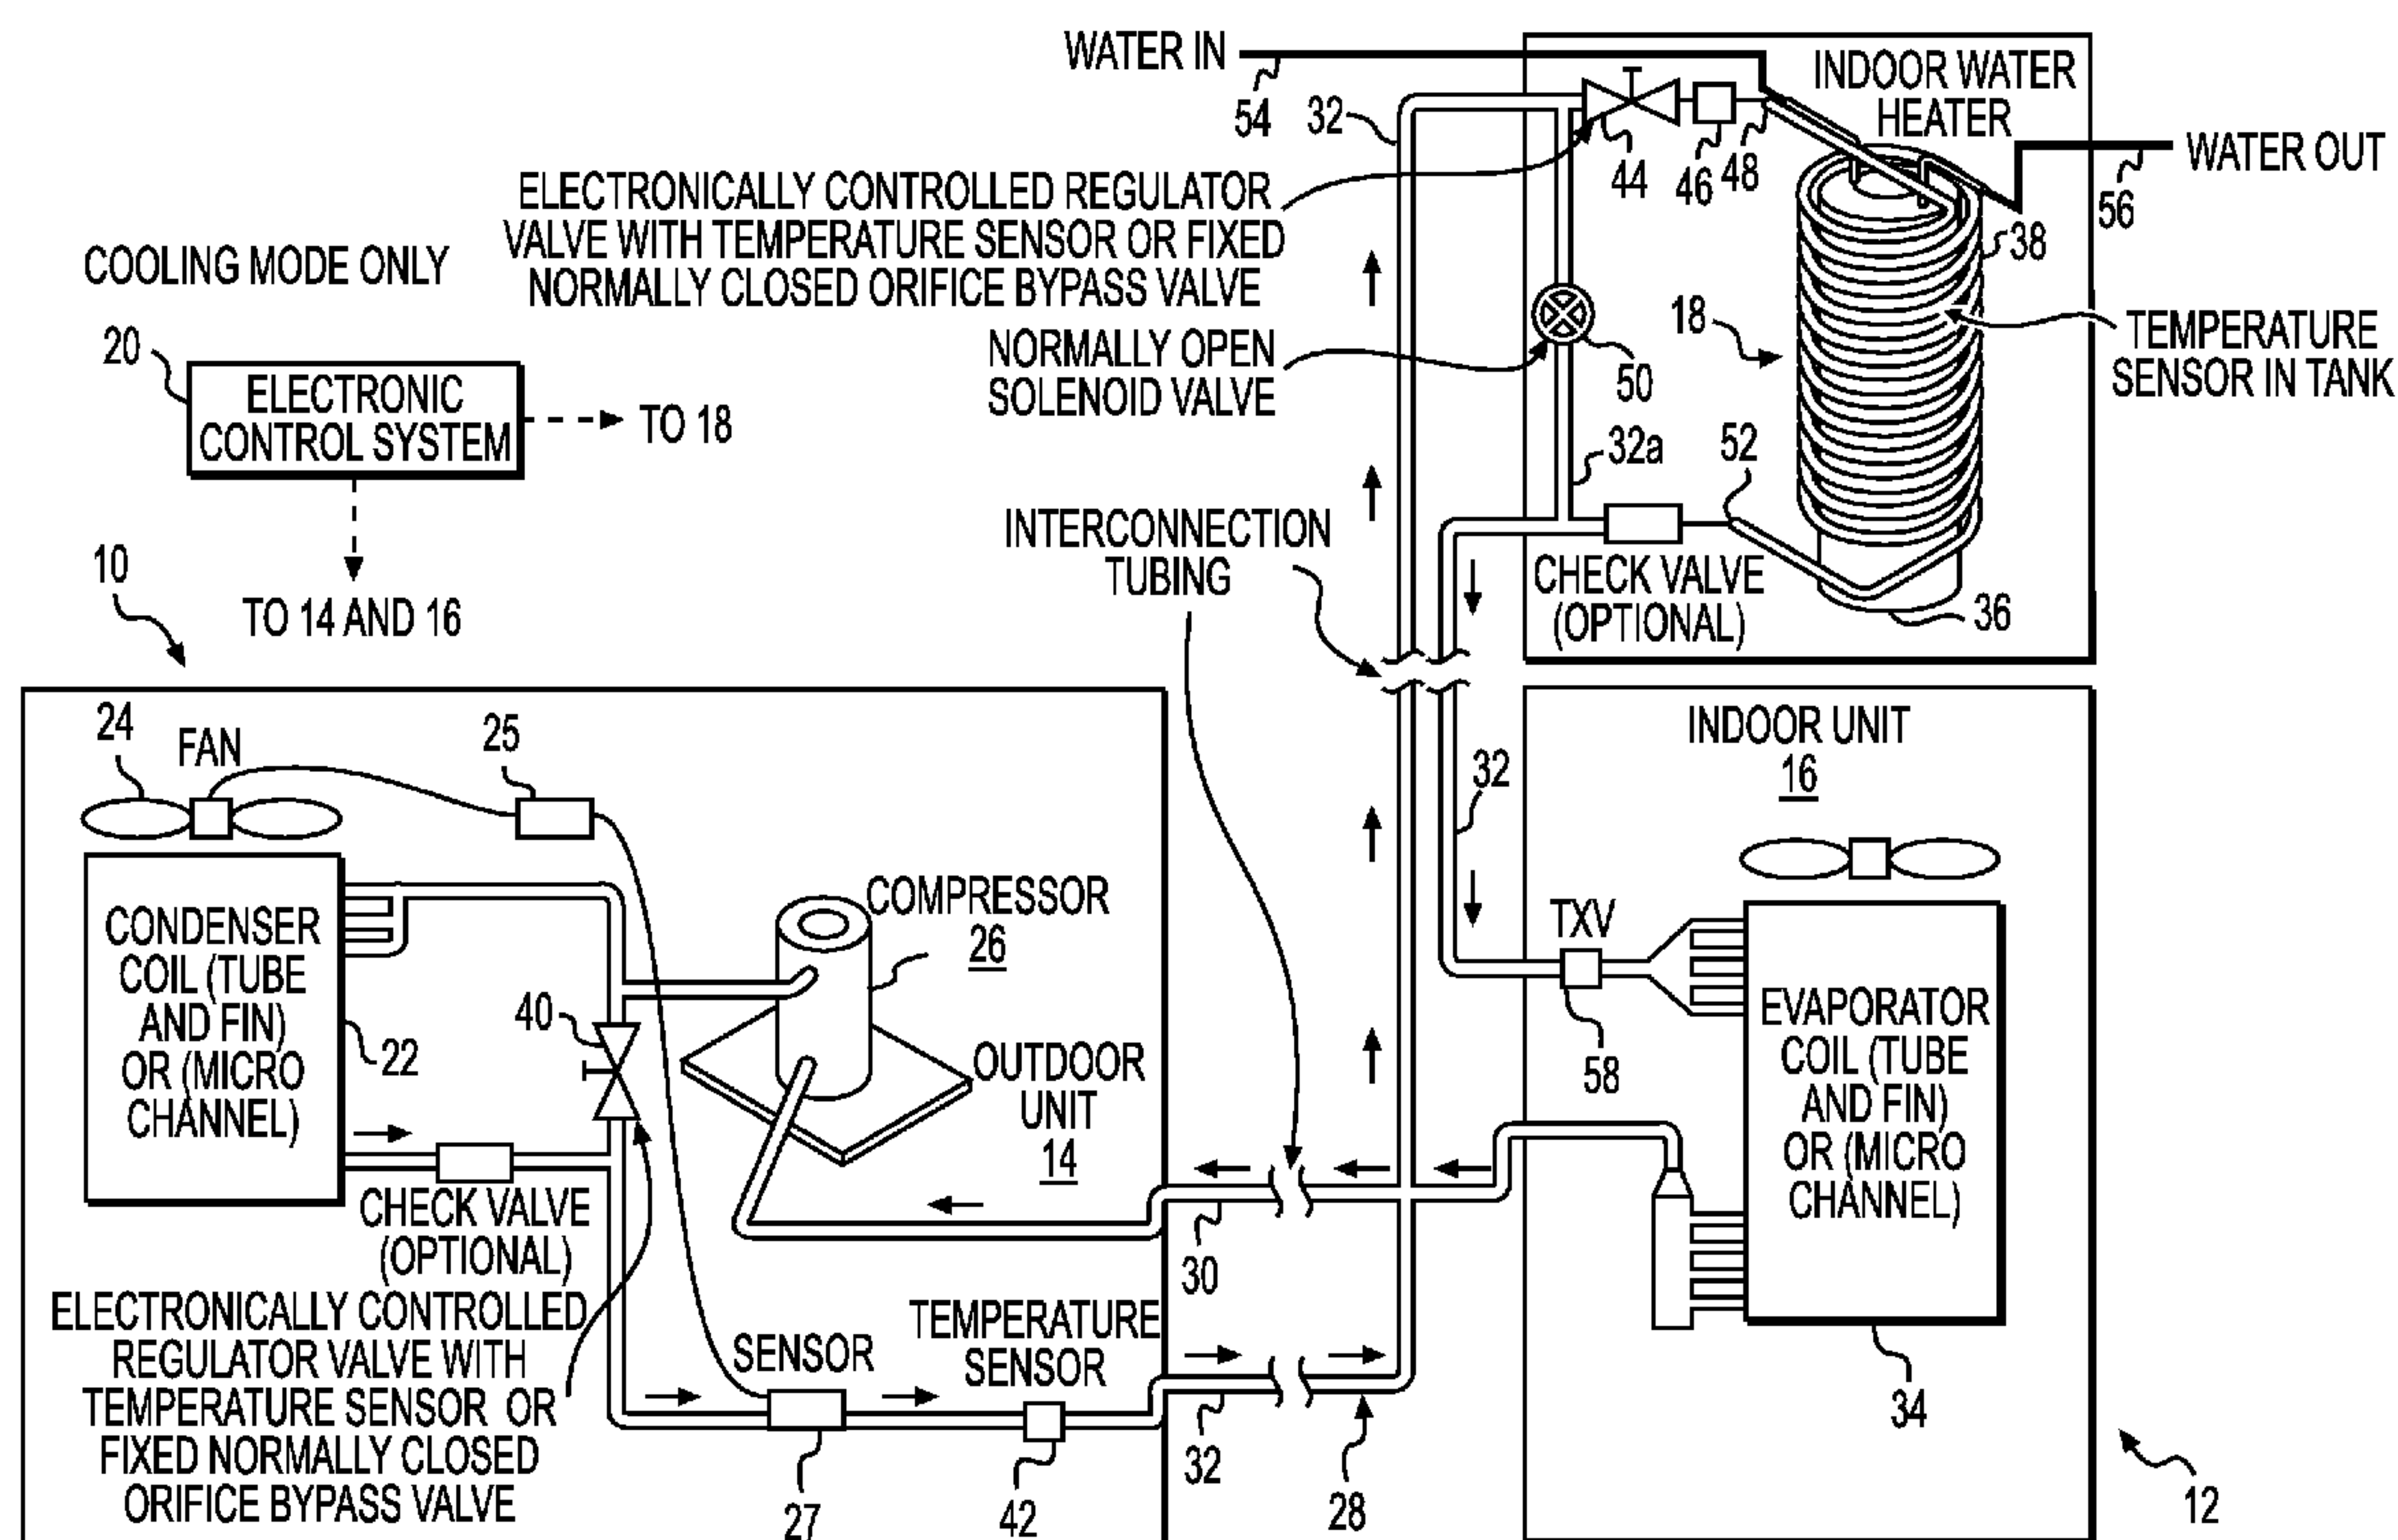 WATER IN
54
32
INDOOR WATER
HEATER
44
46
48
WATER OUT
56
38
ELECTRONICALLY CONTROLLED REGULATOR
VALVE WITH TEMPERATURE SENSOR OR FIXED
NORMALLY CLOSED ORIFICE BYPASS VALVE
COOLING MODE ONLY
20
ELECTRONIC
CONTROL SYSTEM
TO 18
TO 14 AND 16
10
NORMALLY OPEN
SOLENOID VALVE
50
18
TEMPERATURE
SENSOR IN TANK
32a
52
INTERCONNECTION
TUBING
CHECK VALVE
(OPTIONAL)
36
24
FAN
25
CONDENSER
COIL (TUBE
AND FIN)
OR (MICRO
CHANNEL)
22
40
COMPRESSOR
26
OUTDOOR
UNIT
14
CHECK VALVE
(OPTIONAL)
ELECTRONICALLY CONTROLLED
REGULATOR VALVE WITH
TEMPERATURE SENSOR OR
FIXED NORMALLY CLOSED
ORIFICE BYPASS VALVE
SENSOR
27
TEMPERATURE
SENSOR
42
30
32
28
32
INDOOR UNIT
16
TXV
58
EVAPORATOR
COIL (TUBE
AND FIN)
OR (MICRO
CHANNEL)
34
12